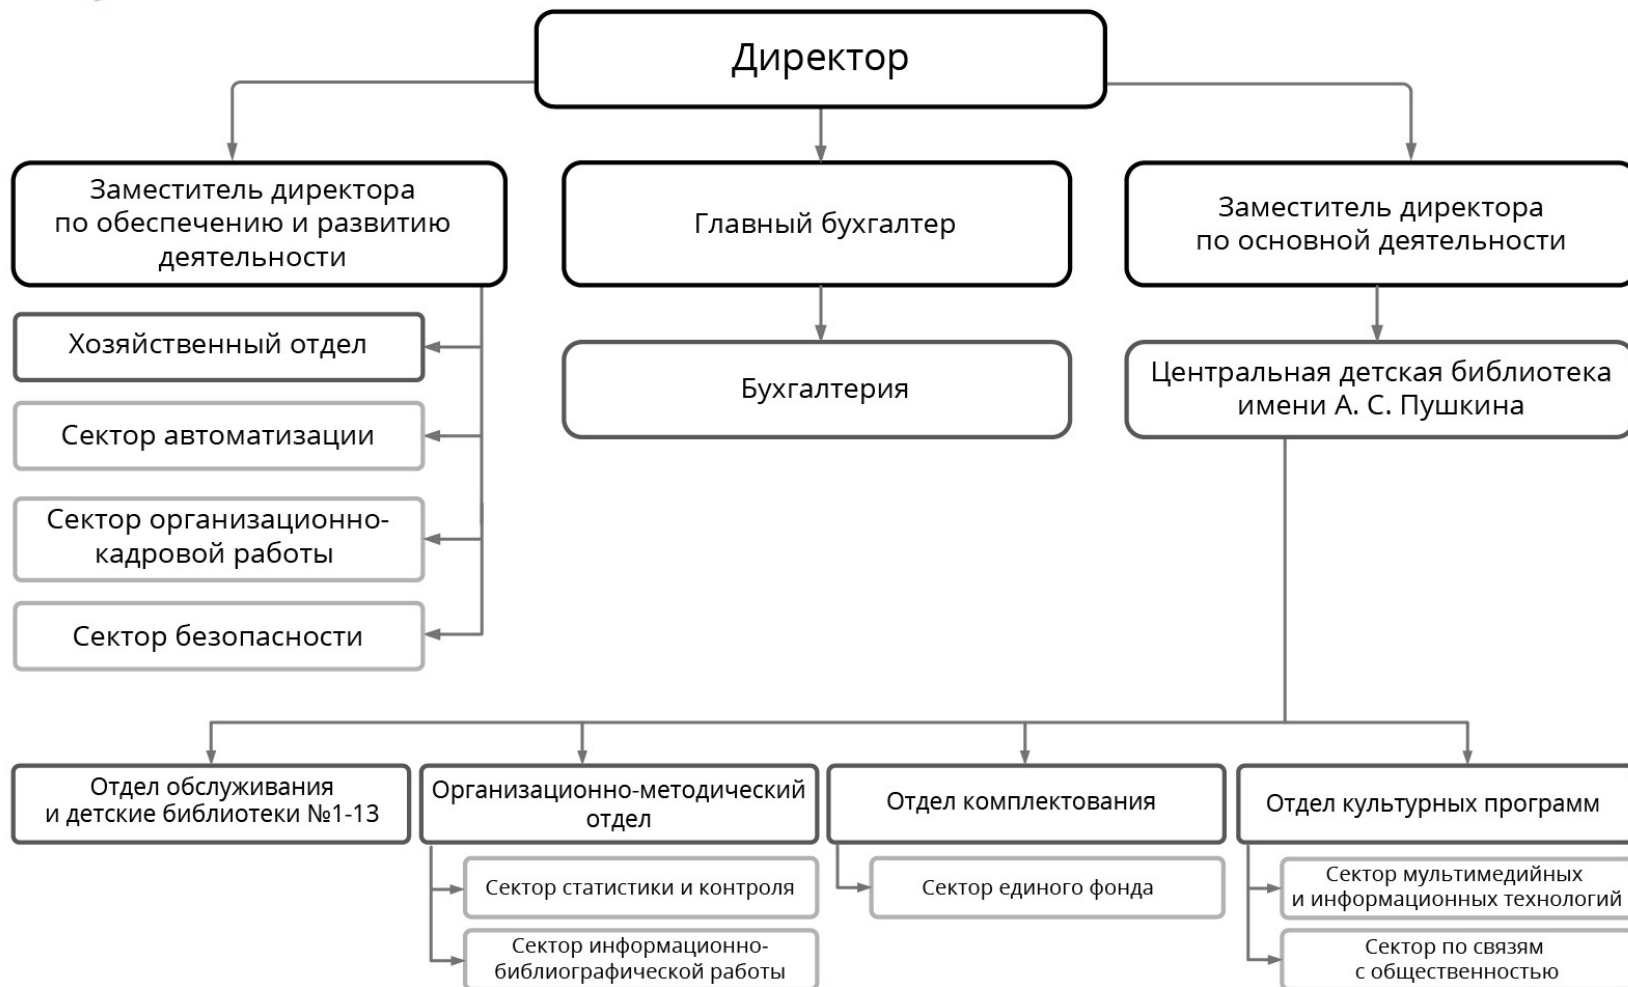 Директор
Заместитель директора
по обеспечению и развитию
деятельности
Главный бухгалтер
Заместитель директора
по основной деятельности
Хозяйственный отдел
Сектор автоматизации
Сектор организационно-
кадровой работы
Сектор безопасности
Бухгалтерия
Центральная детская библиотека
имени А. С. Пушкина
Отдел обслуживания
и детские библиотеки №1-13
Организационно-методический
отдел
Сектор статистики и контроля
Сектор информационно-
библиографической работы
Отдел комплектования
Сектор единого фонда
Отдел культурных программ
Сектор мультимедийных
и информационных технологий
Сектор по связям
с общественностью